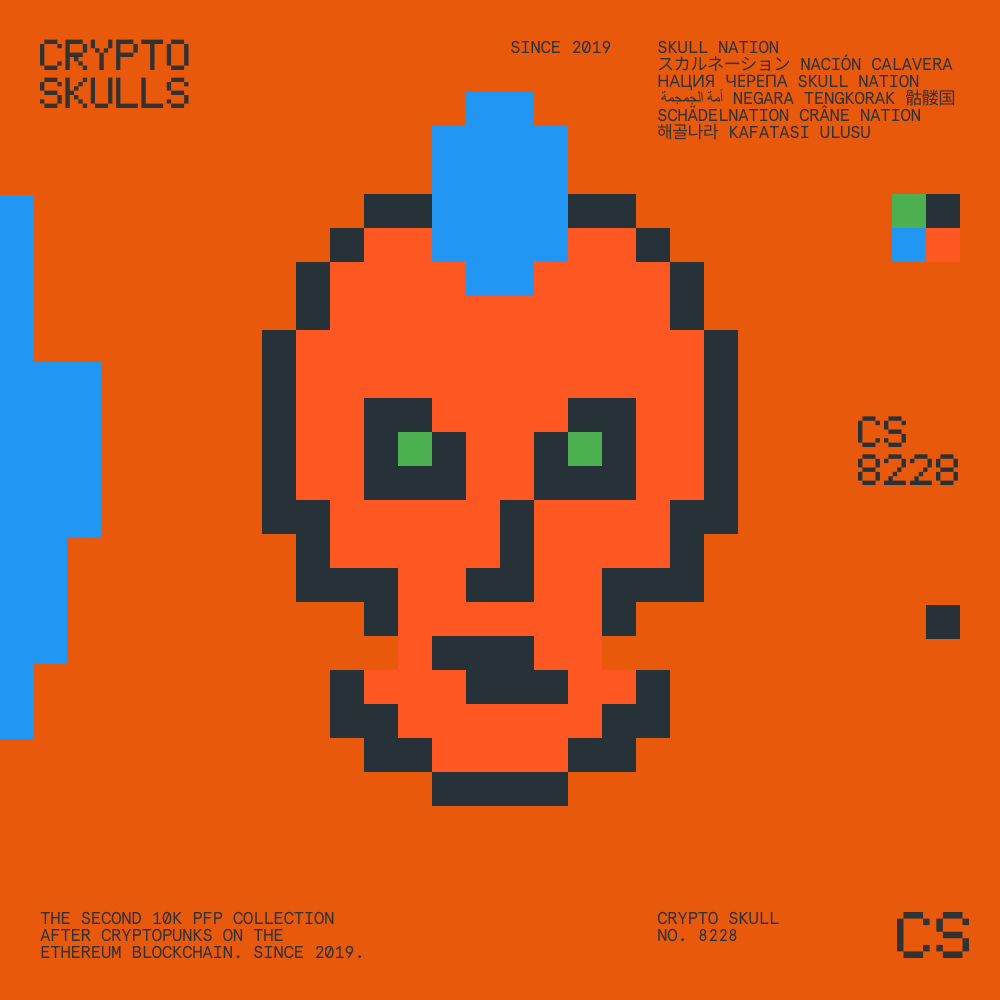 CRYPTO
SKULLS
SINCE 2019
SKULL NATION
スカルネーション NACIÓN CALAVERA
НАЦИЯ ЧЕРЕПА SKULL NATION
أمة الجمجمة NEGARA TENGKORAK 骷髅国
SCHÄDELNATION CRÂNE NATION
해골나라 KAFATASI ULUSU
CS
8228
THE SECOND 10K PFP COLLECTION
AFTER CRYPTOPUNKS ON THE
ETHEREUM BLOCKCHAIN. SINCE 2019.
CRYPTO SKULL
NO. 8228
CS